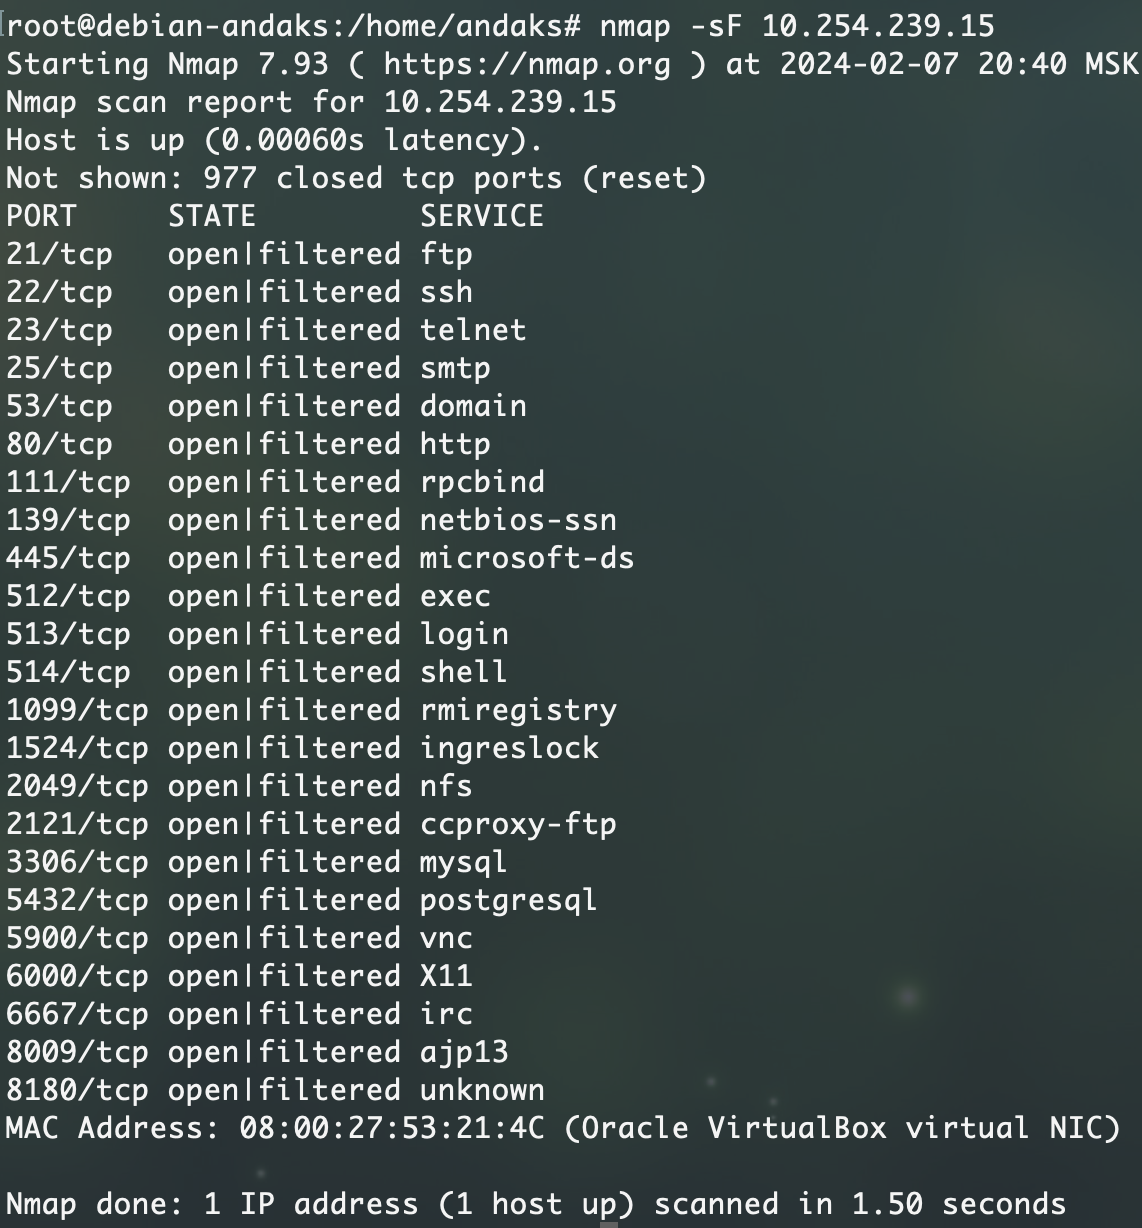 root@debian-andaks:/home/andaks# nmap -sF 10.254.239.15
Starting Nmap 7.93 ( https://nmap.org ) at 2024-02-07 20:40 MSK
Nmap scan report for 10.254.239.15
Host is up (0.00060s latency).
Not shown: 977 closed tcp ports (reset)
PORT     STATE         SERVICE
21/tcp   open|filtered ftp
22/tcp   open|filtered ssh
23/tcp   open|filtered telnet
25/tcp   open|filtered smtp
53/tcp   open|filtered domain
80/tcp   open|filtered http
111/tcp  open|filtered rpcbind
139/tcp  open|filtered netbios-ssn
445/tcp  open|filtered microsoft-ds
512/tcp  open|filtered exec
513/tcp  open|filtered login
514/tcp  open|filtered shell
1099/tcp open|filtered rmiregistry
1524/tcp open|filtered ingreslock
2049/tcp open|filtered nfs
2121/tcp open|filtered ccproxy-ftp
3306/tcp open|filtered mysql
5432/tcp open|filtered postgresql
5900/tcp open|filtered vnc
6000/tcp open|filtered X11
6667/tcp open|filtered irc
8009/tcp open|filtered ajp13
8180/tcp open|filtered unknown
MAC Address: 08:00:27:53:21:4C (Oracle VirtualBox virtual NIC)
Nmap done: 1 IP address (1 host up) scanned in 1.50 seconds